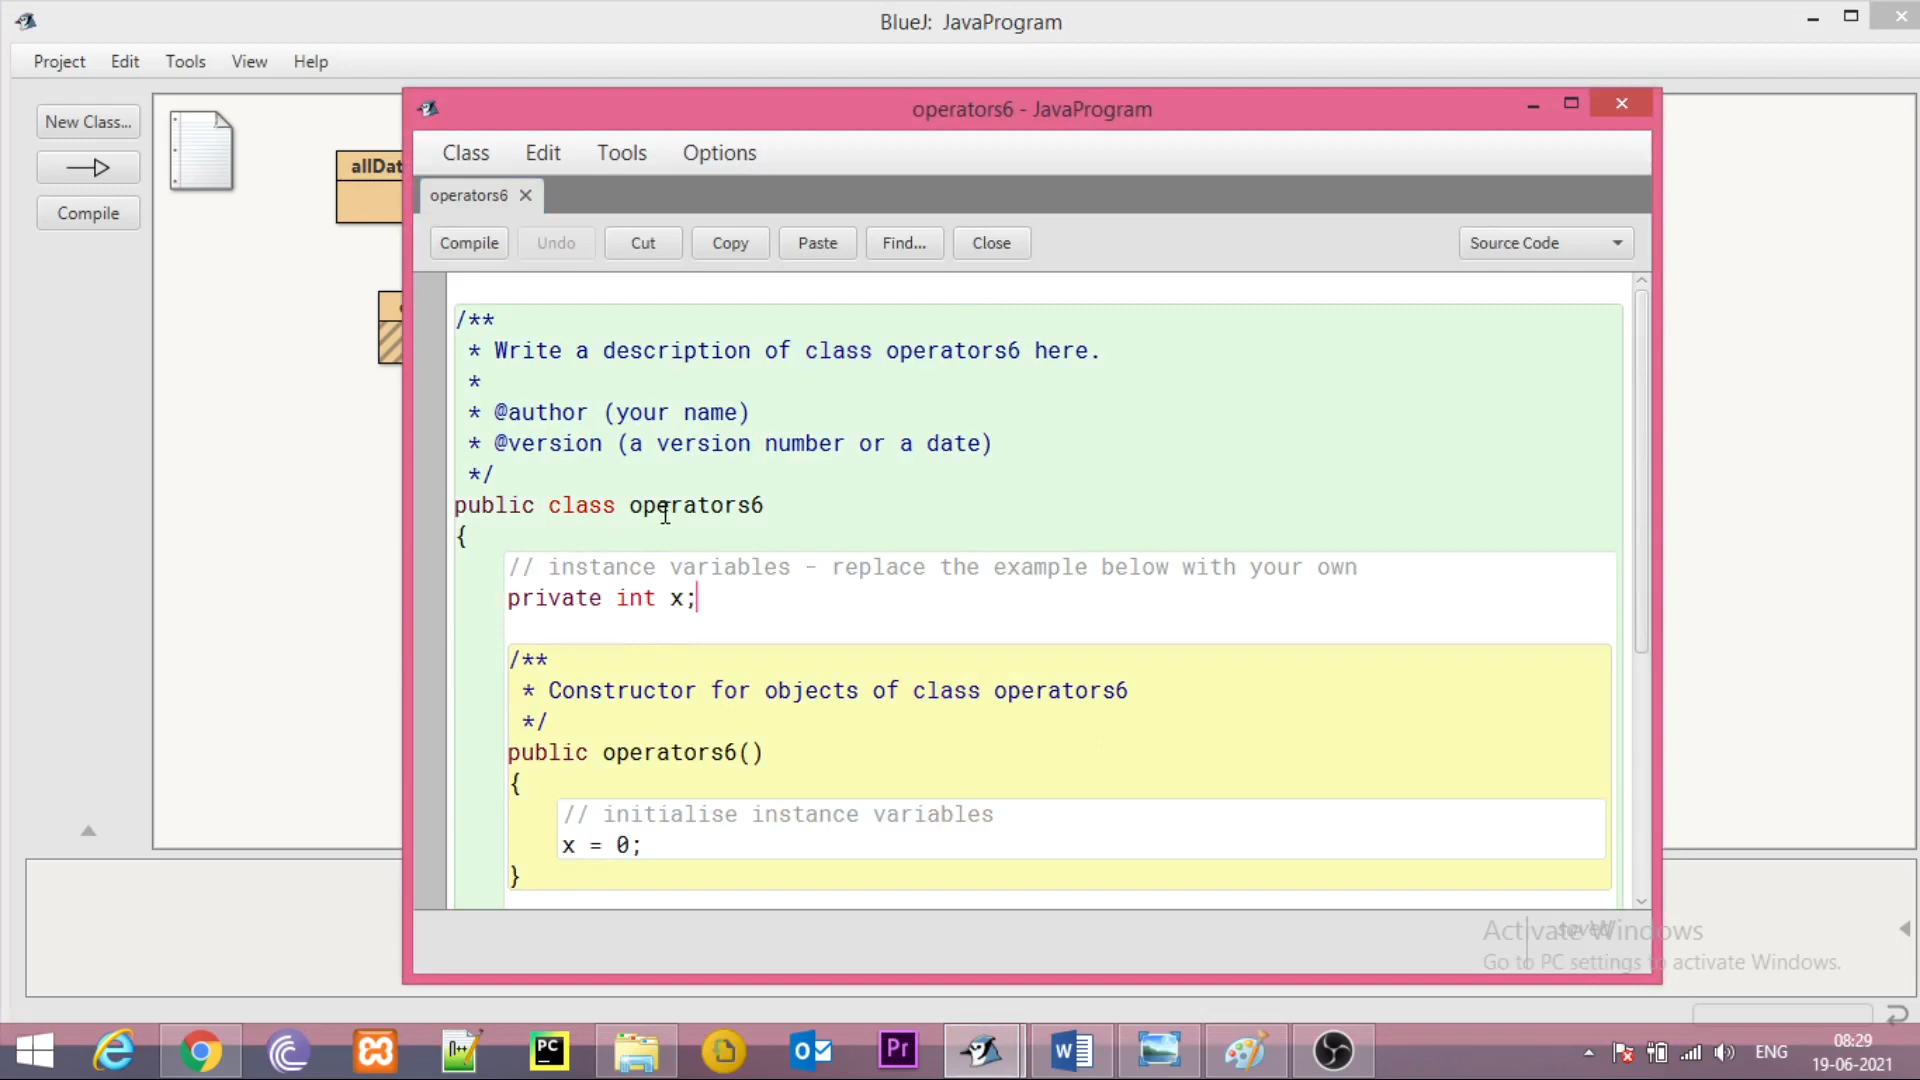 BlueJ: JavaProgram
Project Edit Tools View Help
New Class...
Compile
allDat
operators6 - JavaProgram
Class Edit Tools Options
operators6
Compile Undo Cut Copy Paste Find... Close Source Code
/**
* Write a description of class operators6 here.
*
* @author (your name)
* @version (a version number or a date)
*/
public class operators6
{
// instance variables - replace the example below with your own
private int x;
/**
* Constructor for objects of class operators6
*/
public operators6()
{
// initialise instance variables
x = 0;
}
saved
Activate Windows
Go to PC settings to activate Windows.
N++
PC
Pr
ENG
08:29
19-06-2021